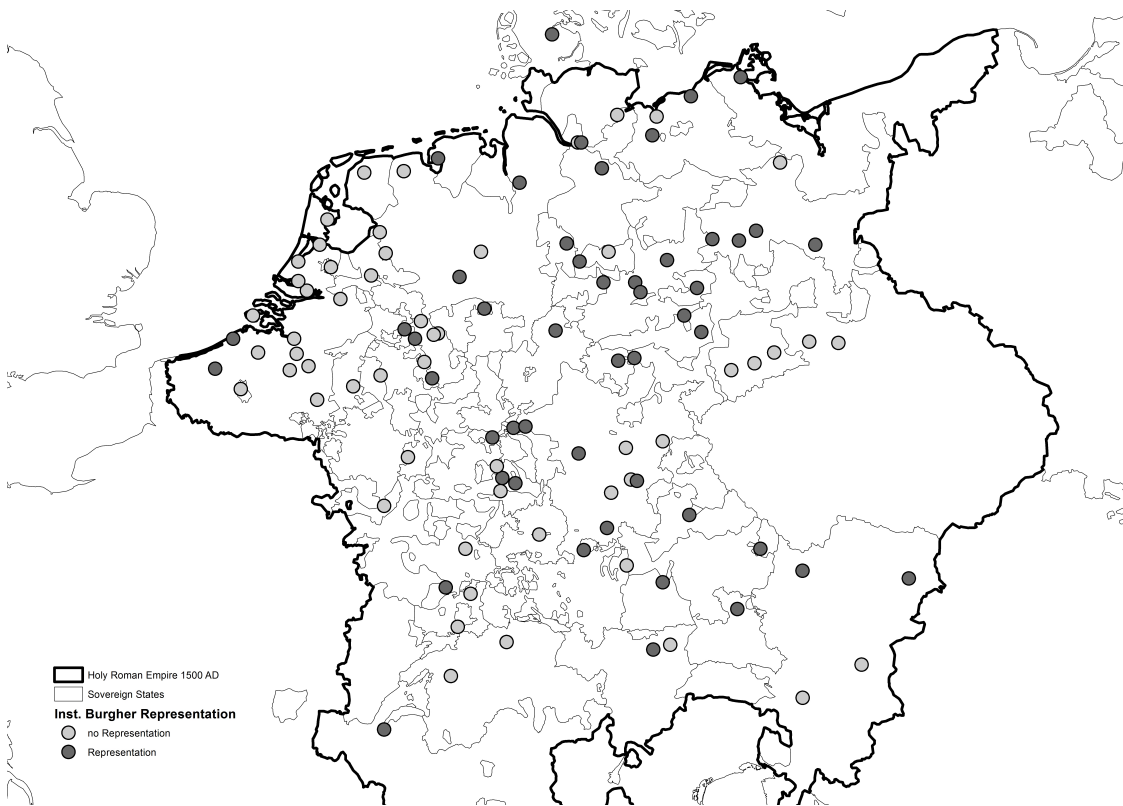 Holy Roman Empire 1500 AD
Sovereign States
Inst. Burgher Representation
no Representation
Representation